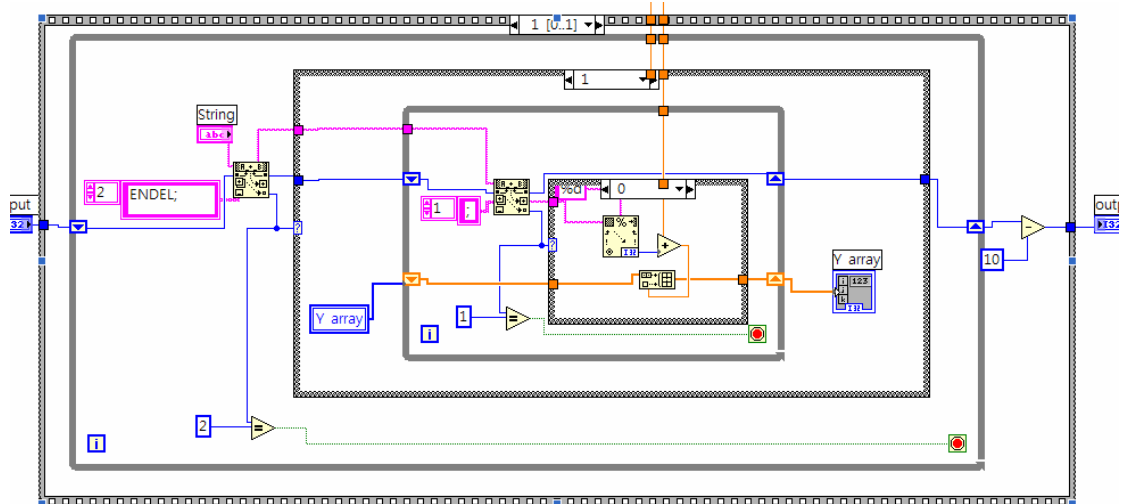 1 [0..1]
1
String
abc
2
ENDEL;
put
I32
1
;
%d
0
Y array
123
I32
10
outp
I32
Y array
1
i
2
i